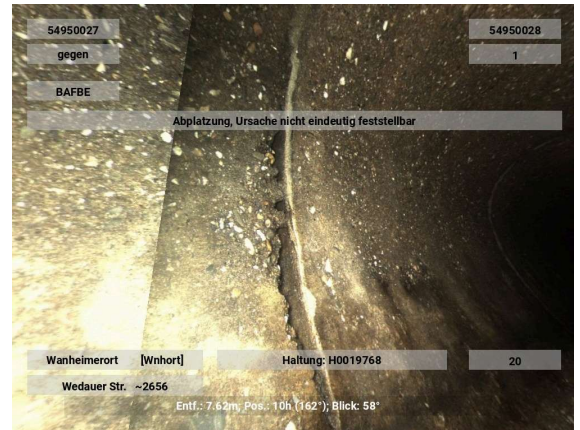 54950027 54950028
gegen 1
BAFBE
Abplatzung, Ursache nicht eindeutig feststellbar
Wanheimerort [Wnhort] Haltung: H0019768 20
Wedauer Str. ~2656
Entf.: 7.62m; Pos.: 10h (162°); Blick: 58°